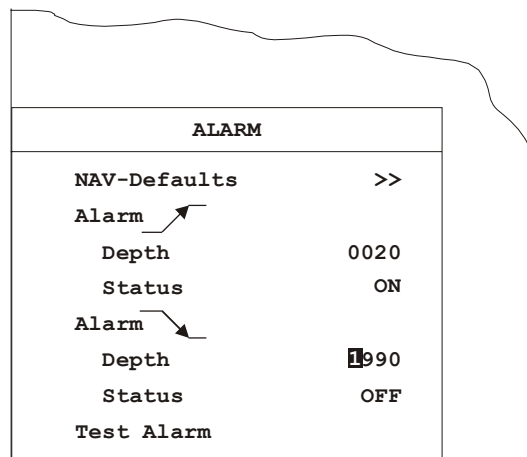 ALARM
NAV-Defaults >>
Alarm
Depth 0020
Status ON
Alarm
Depth 1990
Status OFF
Test Alarm